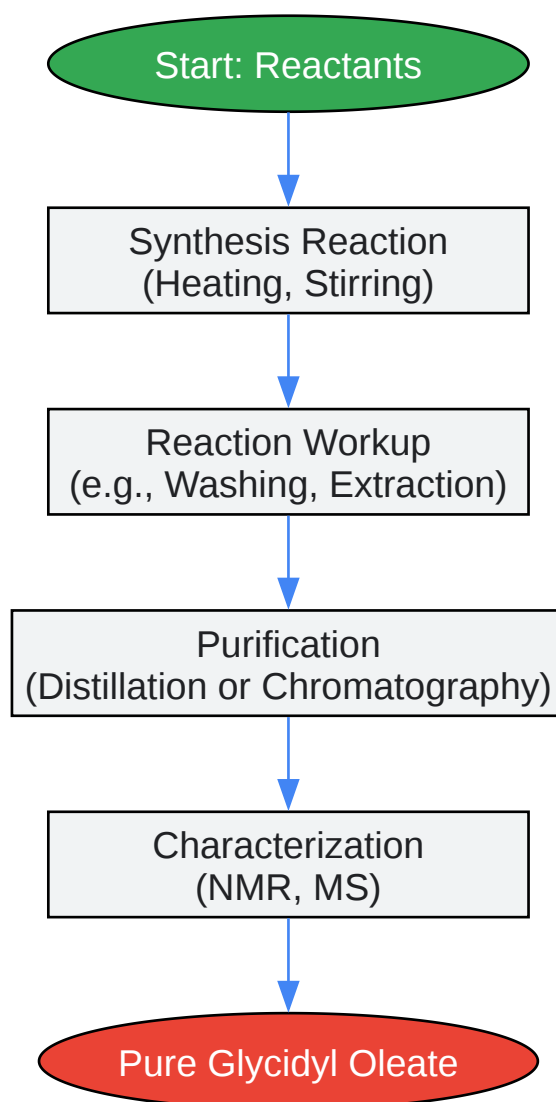 Start: Reactants
Synthesis Reaction
(Heating, Stirring)
Reaction Workup
(e.g., Washing, Extraction)
Purification
(Distillation or Chromatography)
Characterization
(NMR, MS)
Pure Glycidyl Oleate